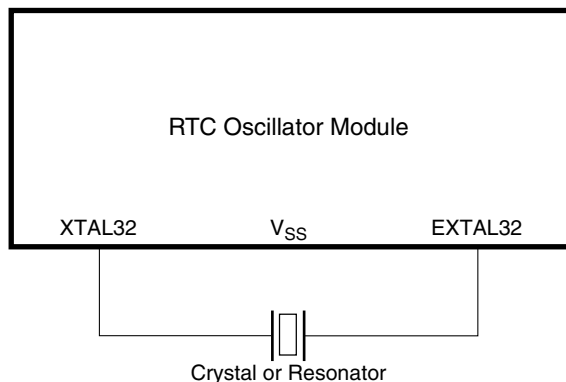 RTC Oscillator Module
XTAL32 VSS EXTAL32
Crystal or Resonator